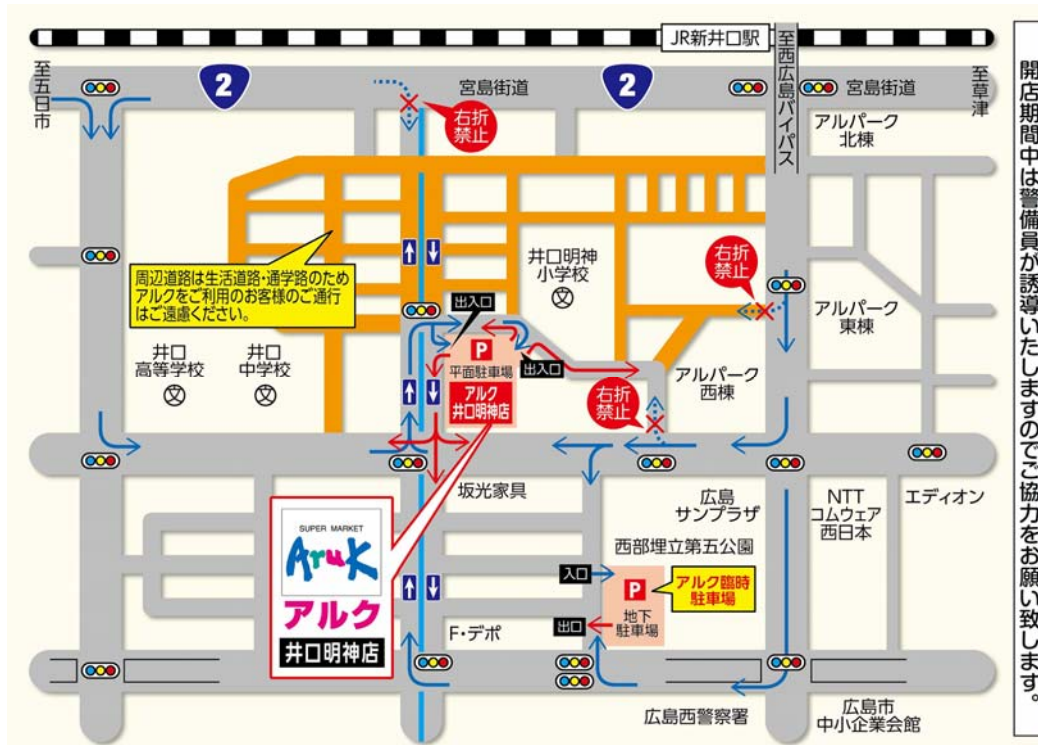 JR新井口駅
至五日市
2
宮島街道
2
至西広島バイパス
宮島街道
至草津
右折
禁止
アルパーク
北棟
周辺道路は生活道路・通学路のため
アルクをご利用のお客様のご通行
はご遠慮ください。
井口明神
小学校
文
右折
禁止
出入口
P
平面駐車場
アルク
井口明神店
出入口
アルパーク
東棟
井口
高等学校
文
井口
中学校
文
右折
禁止
アルパーク
西棟
坂光家具
広島
サンプラザ
NTT
コムウェア
西日本
エディオン
SUPER MARKET
Aruk
アルク
井口明神店
西部埋立第五公園
入口
P
地下
駐車場
アルク臨時
駐車場
出口
F・デポ
広島西警察署
広島市
中小企業会館
開店期間中は警備員が誘導いたしますのでご協力をお願い致します。